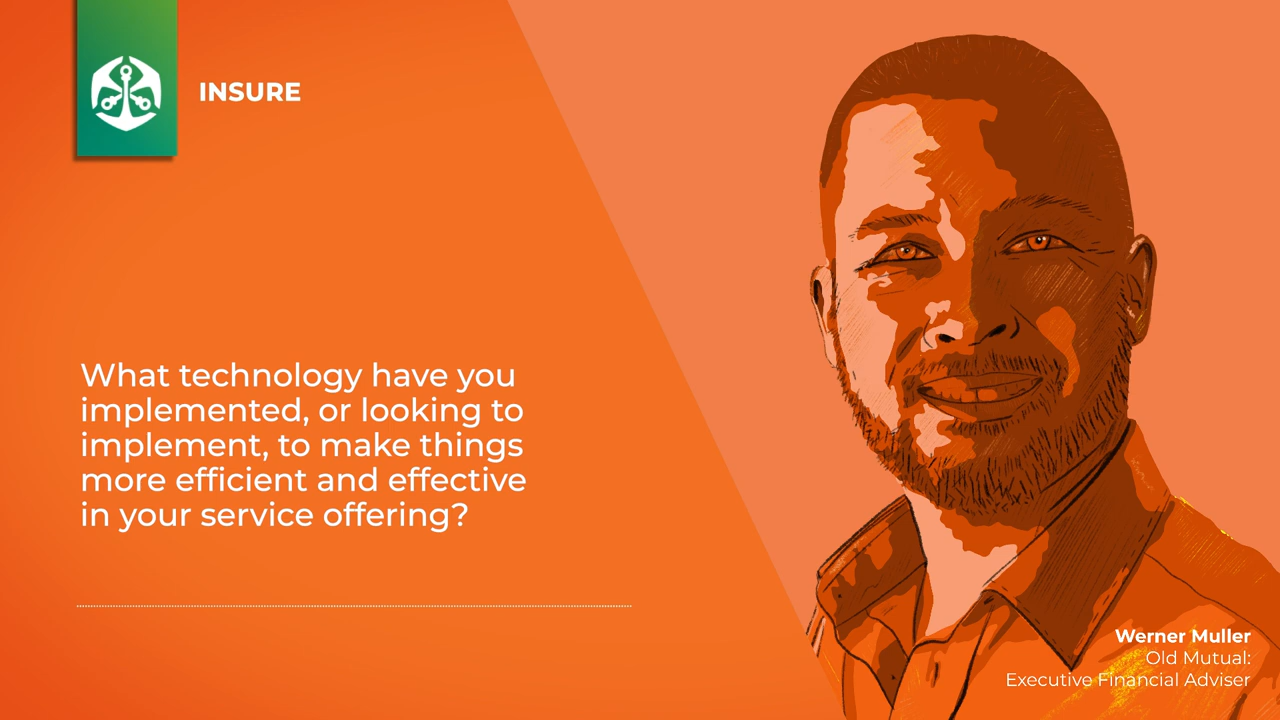 INSURE
What technology have you
implemented, or looking to
implement, to make things
more efficient and effective
in your service offering?
Werner Muller
Old Mutual:
Executive Financial Adviser